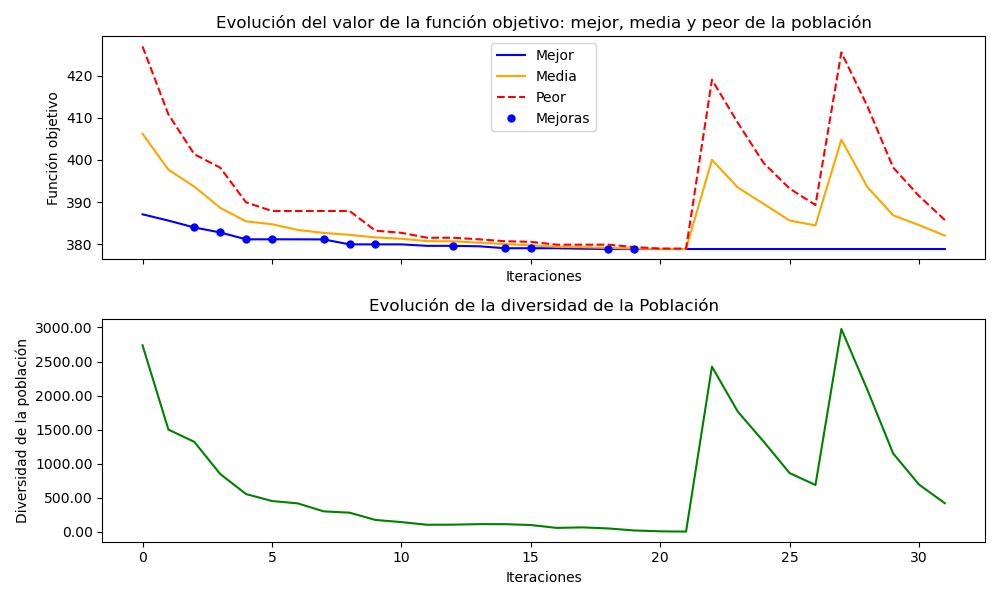 Evolución del valor de la función objetivo: mejor, media y peor de la población
Función objetivo
420
410
400
390
380
Mejor
Media
Peor
Mejoras
Iteraciones
Evolución de la diversidad de la Población
Diversidad de la población
3000.00
2500.00
2000.00
1500.00
1000.00
500.00
0.00
0 5 10 15 20 25 30
Iteraciones